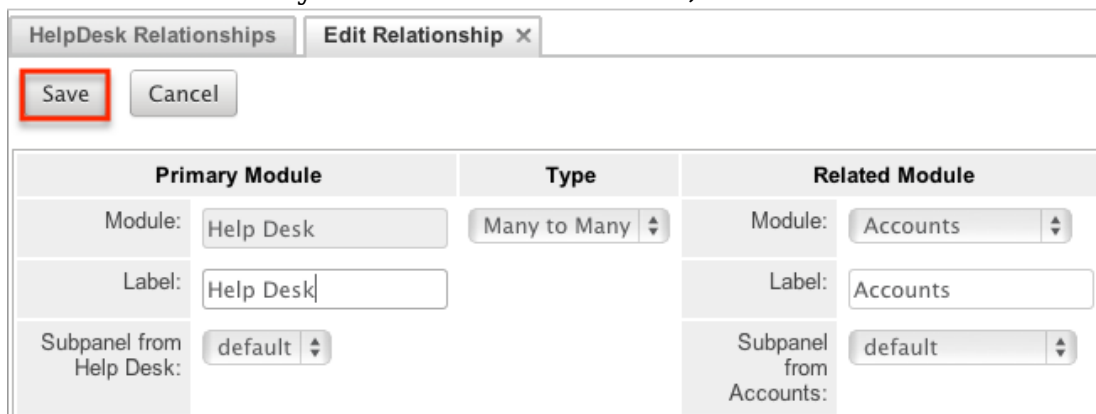 HelpDesk Relationships Edit Relationship ×
Save Cancel
Primary Module Type Related Module
Module: Help Desk Many to Many Module: Accounts
Label: Help Desk Label: Accounts
Subpanel from Help Desk: default Subpanel from Accounts: default